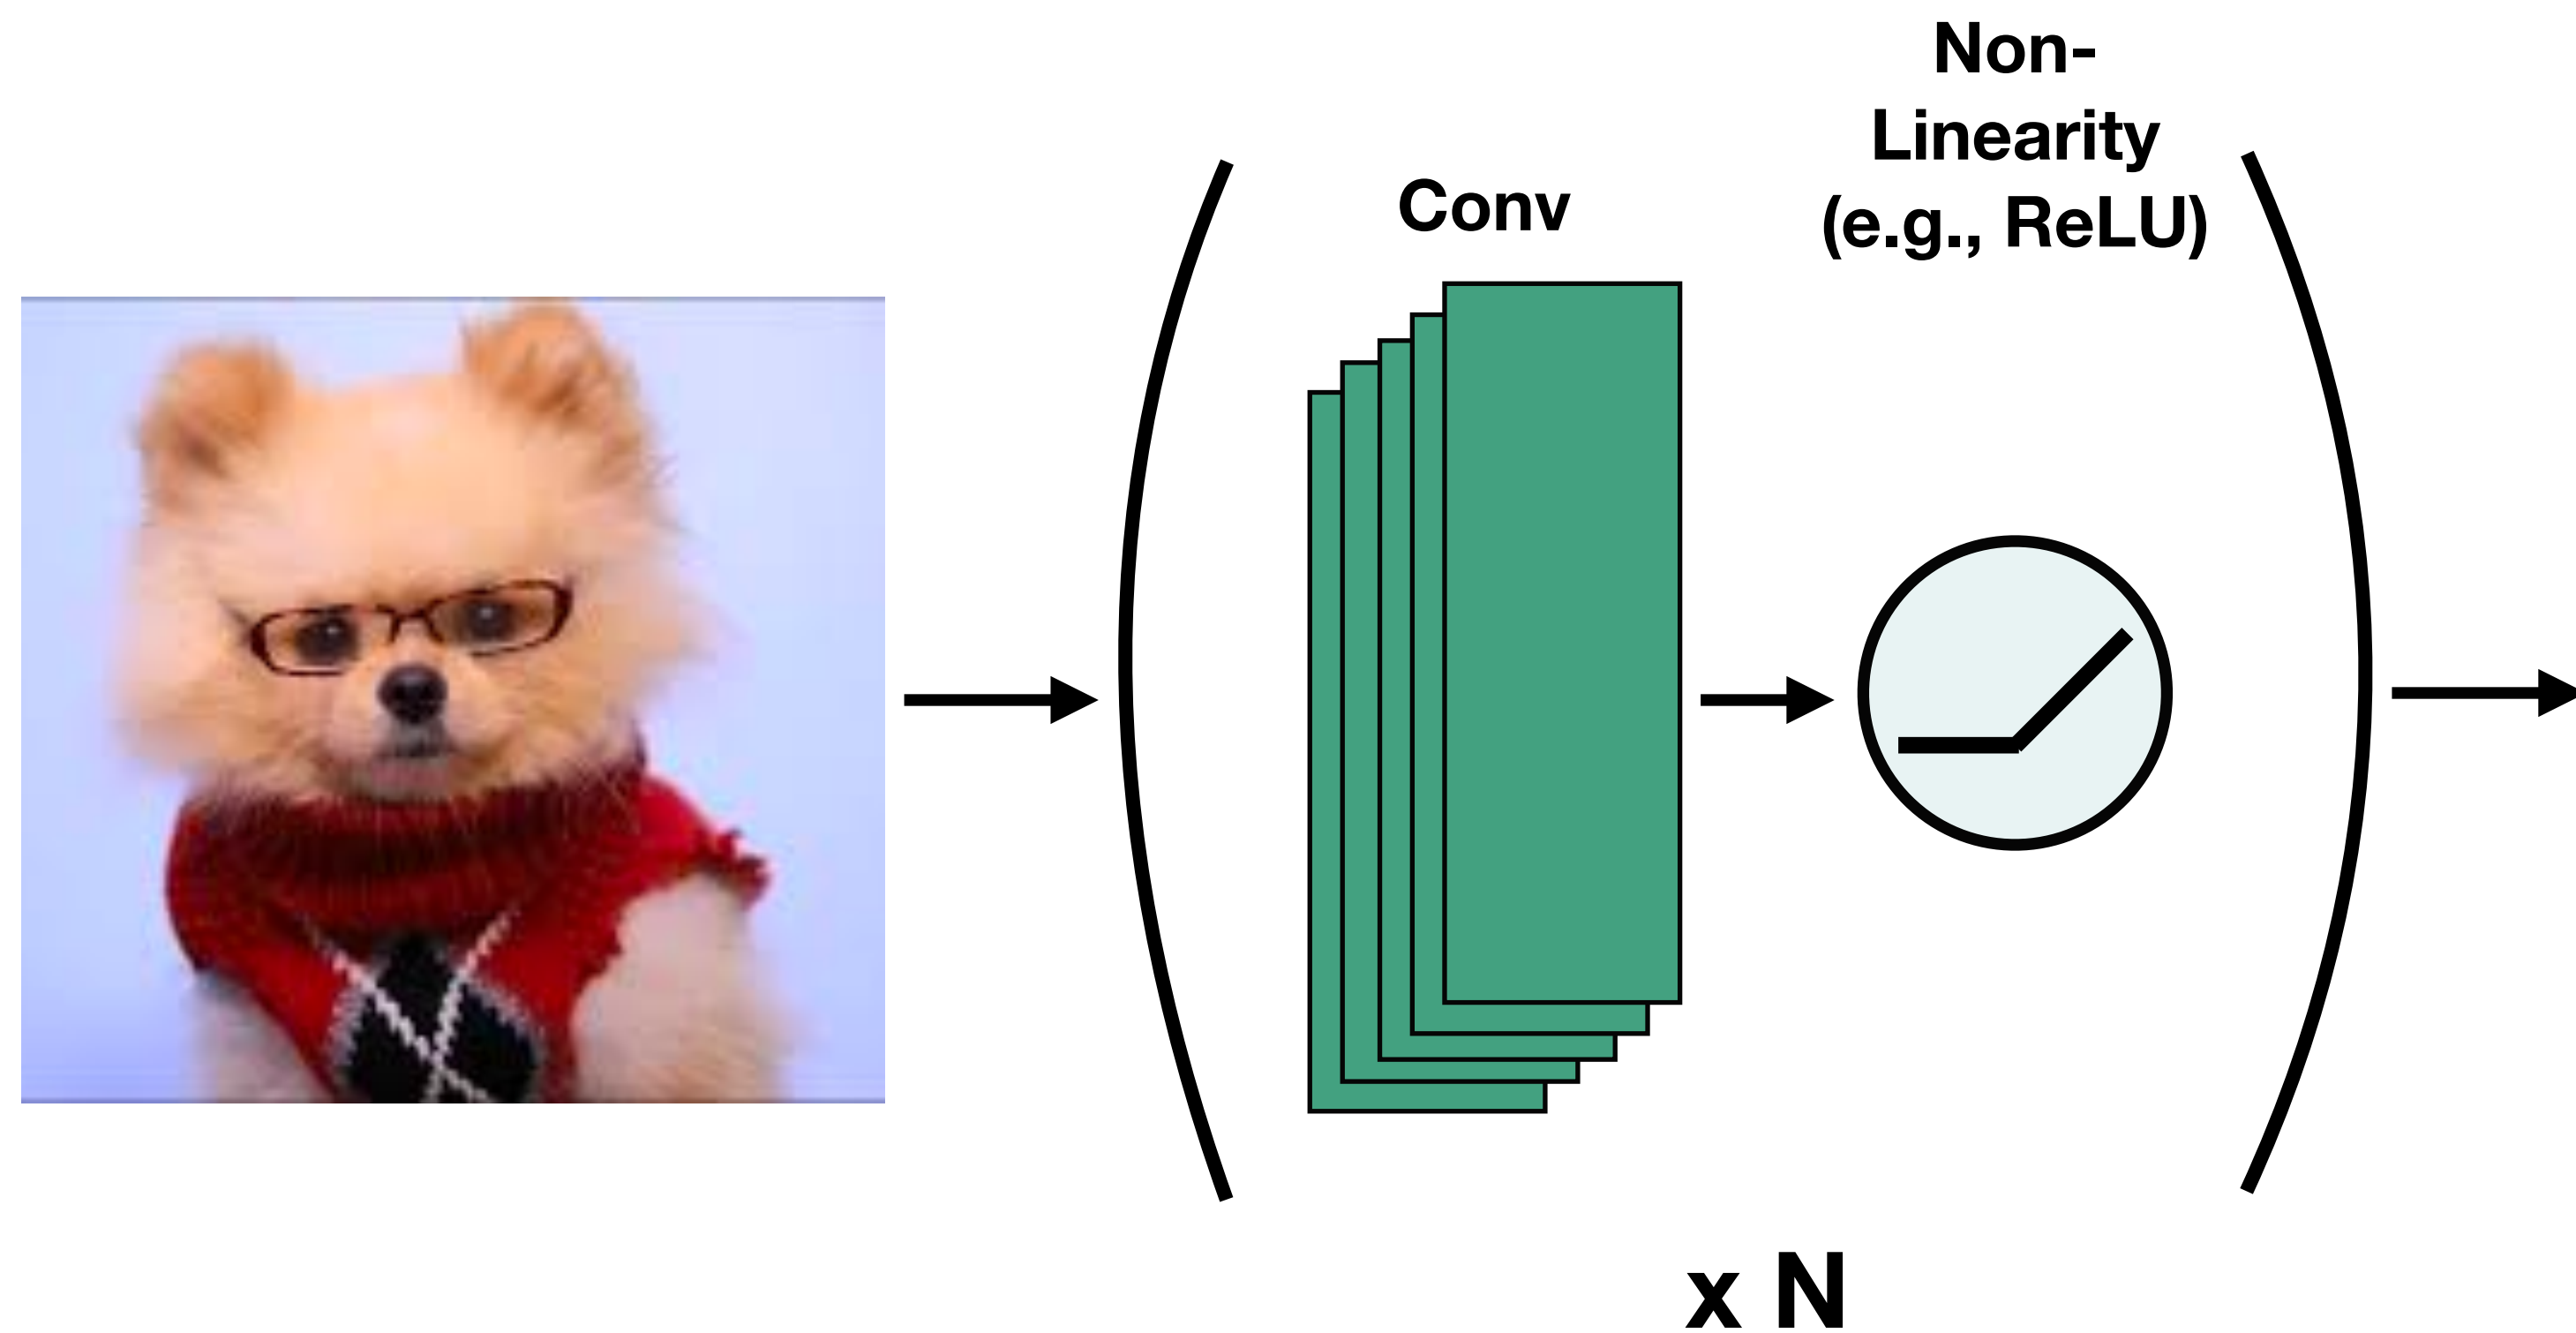 Conv
Non-
Linearity
(e.g., ReLU)
x N